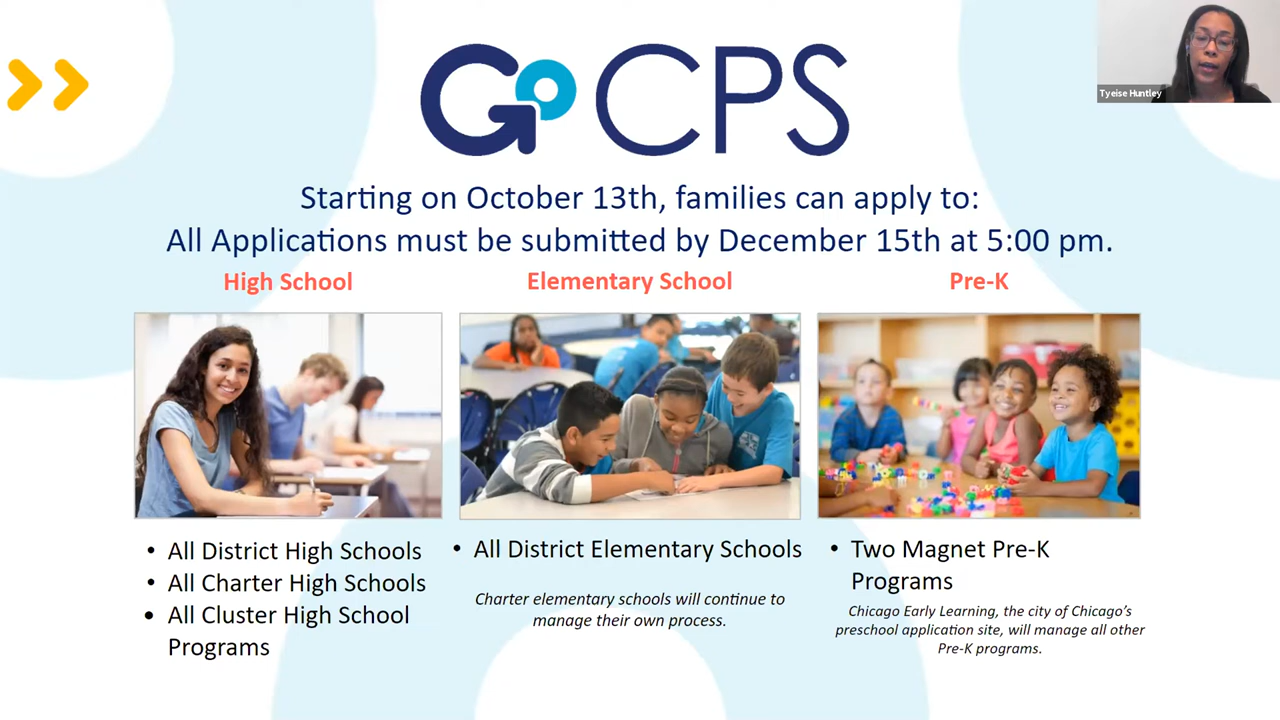 Go CPS
Tyeise Huntley
Starting on October 13th, families can apply to:
All Applications must be submitted by December 15th at 5:00 pm.
High School
• All District High Schools
• All Charter High Schools
• All Cluster High School
Programs
Elementary School
• All District Elementary Schools
Charter elementary schools will continue to
manage their own process.
Pre-K
• Two Magnet Pre-K
Programs
Chicago Early Learning, the city of Chicago’s
preschool application site, will manage all other
Pre-K programs.